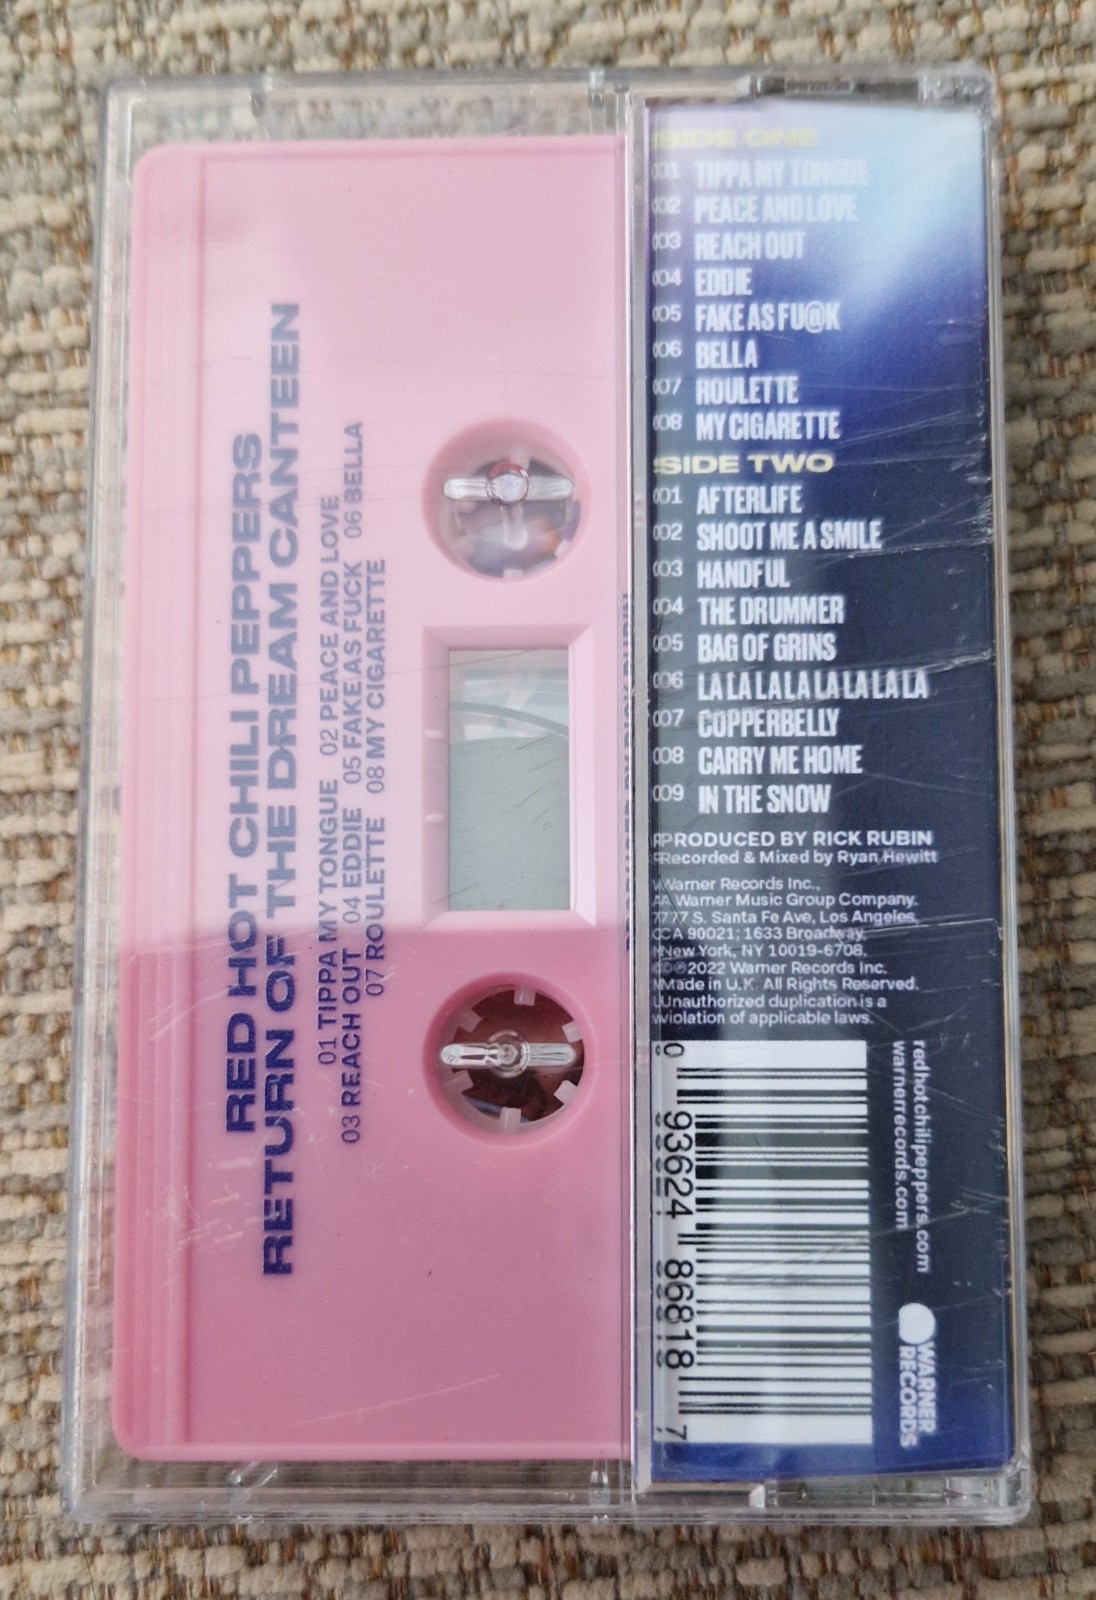 RED HOT CHILI PEPPERS
RETURN OF THE DREAM CANTEEN
01 TIPPA MY TONGUE 02 PEACE AND LOVE
03 REACH OUT 04 EDDIE 05 FAKE AS FUCK 06 BELLA
07 ROULETTE 08 MY CIGARETTE
SIDE ONE
001 TIPPA MY TONGUE
002 PEACE AND LOVE
003 REACH OUT
004 EDDIE
005 FAKE AS FU@K
006 BELLA
007 ROULETTE
008 MY CIGARETTE
SIDE TWO
001 AFTERLIFE
002 SHOOT ME A SMILE
003 HANDFUL
004 THE DRUMMER
005 BAG OF GRINS
006 LA LA LA LA LA LA LA LA
007 COPPERBELLY
008 CARRY ME HOME
009 IN THE SNOW
PRODUCED BY RICK RUBIN
Recorded & Mixed by Ryan Hewitt
Warner Records Inc.,
A Warner Music Group Company.
7777 S. Santa Fe Ave, Los Angeles,
CA 90021; 1633 Broadway,
New York, NY 10019-6708.
©℗2022 Warner Records Inc.
Made in U.K. All Rights Reserved.
Unauthorized duplication is a
violation of applicable laws.
0 93624 86818 7
redhotchilipeppers.com
warnerrecords.com
WARNER
RECORDS